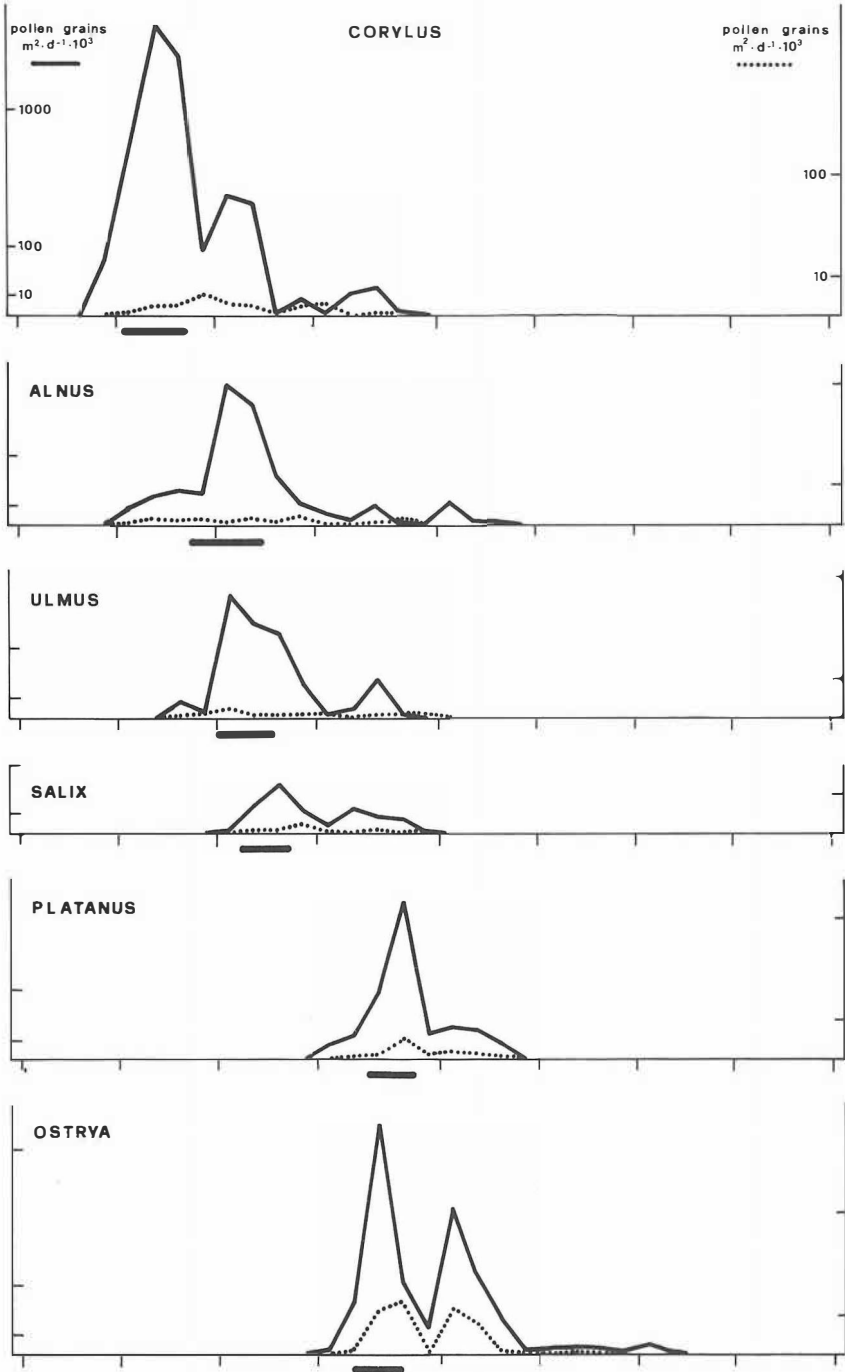 pollen grains
m²·d⁻¹·10³
CORYLUS
pollen grains
m²·d⁻¹·10³
1000
100
10
100
10
ALNUS
ULMUS
SALIX
PLATANUS
OSTRYA